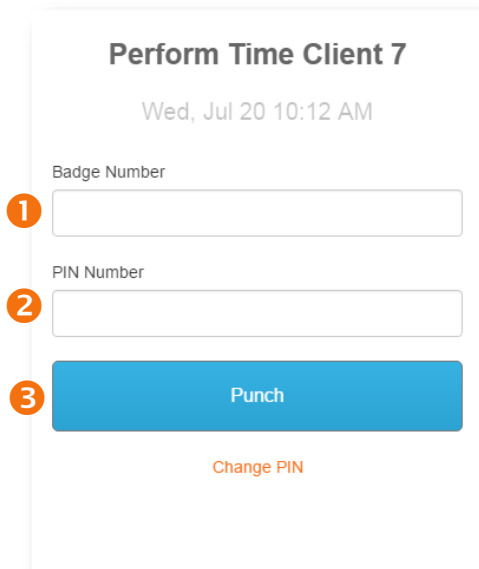 Perform Time Client 7
Wed, Jul 20 10:12 AM
Badge Number
1
PIN Number
2
3 Punch
Change PIN